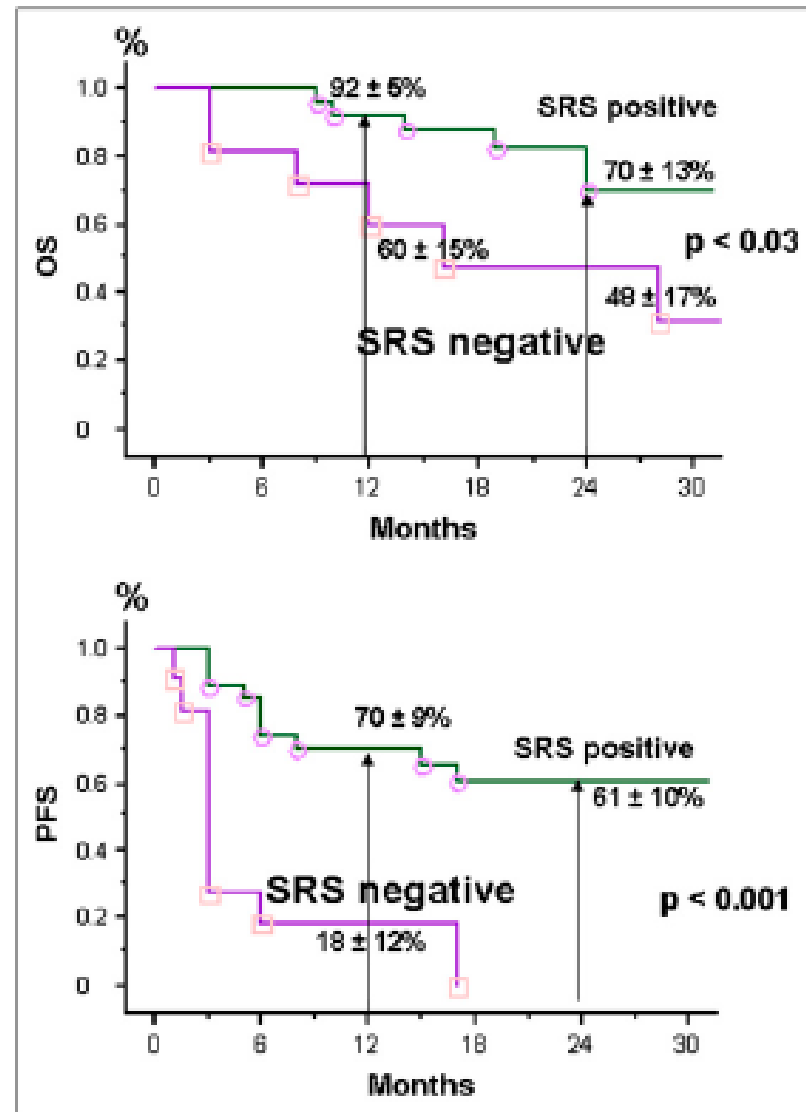 %
1.0
0.8
0.6
0.4
0.2
0
OS
92 ± 5%
SRS positive
70 ± 13%
p < 0.03
60 ± 15%
48 ± 17%
SRS negative
0 6 12 18 24 30
Months
%
1.0
0.8
0.6
0.4
0.2
0
PFS
70 ± 9%
SRS positive
61 ± 10%
SRS negative
p < 0.001
18 ± 12%
0 6 12 18 24 30
Months